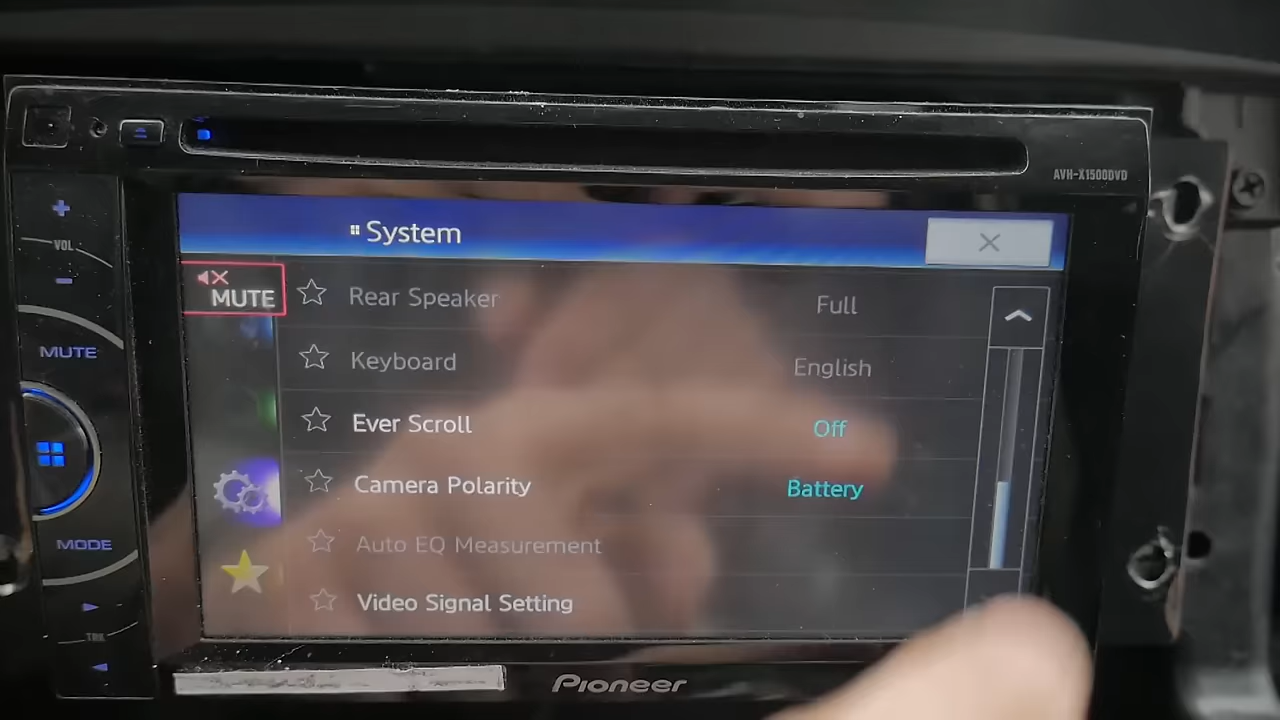 AVH-X1500DVD
+
VOL
−
MUTE
MODE
TRK
System
MUTE
Rear Speaker Full
Keyboard English
Ever Scroll Off
Camera Polarity Battery
Auto EQ Measurement
Video Signal Setting
Pioneer